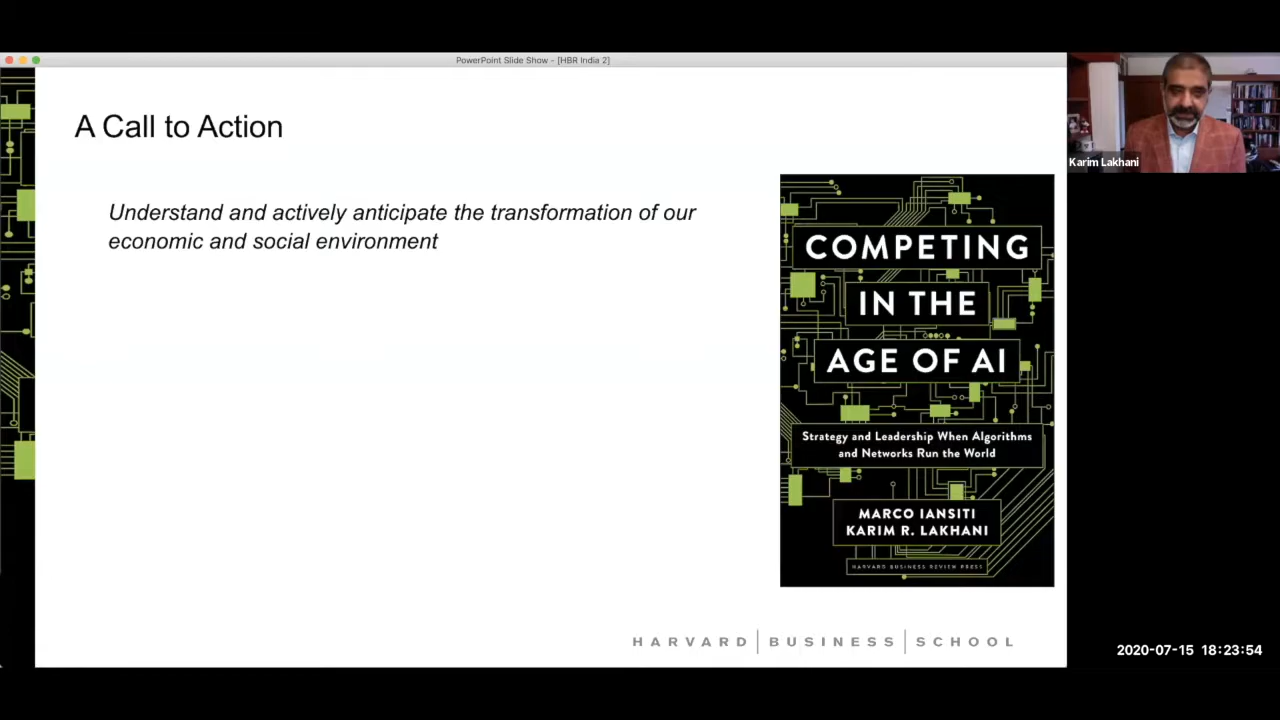 PowerPoint Slide Show - [HBR India 2]
A Call to Action
Understand and actively anticipate the transformation of our
economic and social environment
COMPETING
IN THE
AGE OF AI
Strategy and Leadership When Algorithms
and Networks Run the World
MARCO IANSITI
KARIM R. LAKHANI
HARVARD BUSINESS REVIEW PRESS
HARVARD | BUSINESS | SCHOOL
Karim Lakhani
2020-07-15 18:23:54